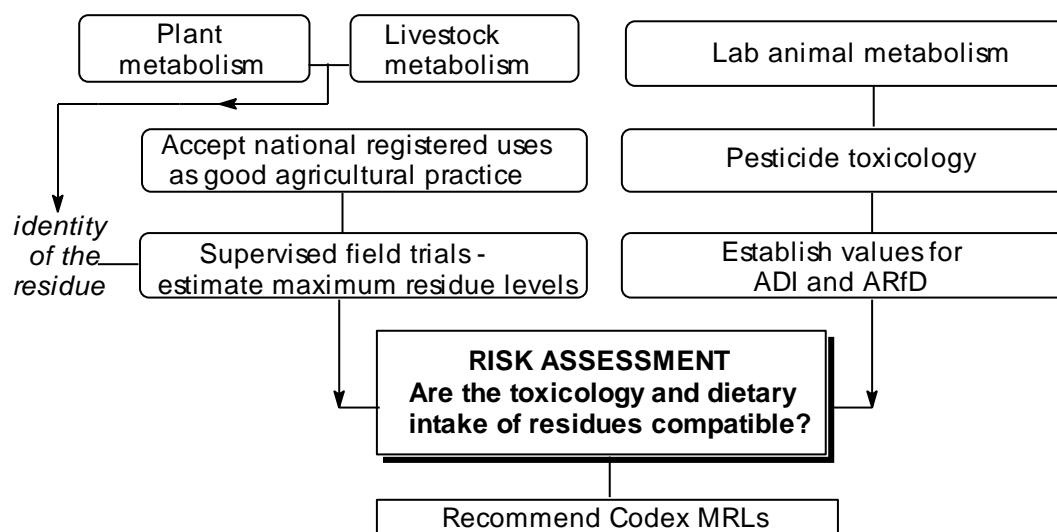 Plant
metabolism
Livestock
metabolism
Lab animal metabolism
Accept national registered uses
as good agricultural practice
Pesticide toxicology
identity
of the
residue
Supervised field trials -
estimate maximum residue levels
Establish values for
ADI and ARfD
RISK ASSESSMENT
Are the toxicology and dietary
intake of residues compatible?
Recommend Codex MRLs